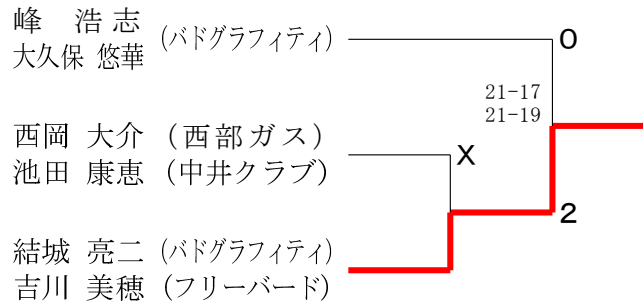 峰 浩志 (バドグラフィティ)
大久保 悠華
0
21-17
21-19
西岡 大介 (西部ガス)
池田 康恵 (中井クラブ)
X
2
結城 亮二 (バドグラフィティ)
吉川 美穂 (フリーバード)